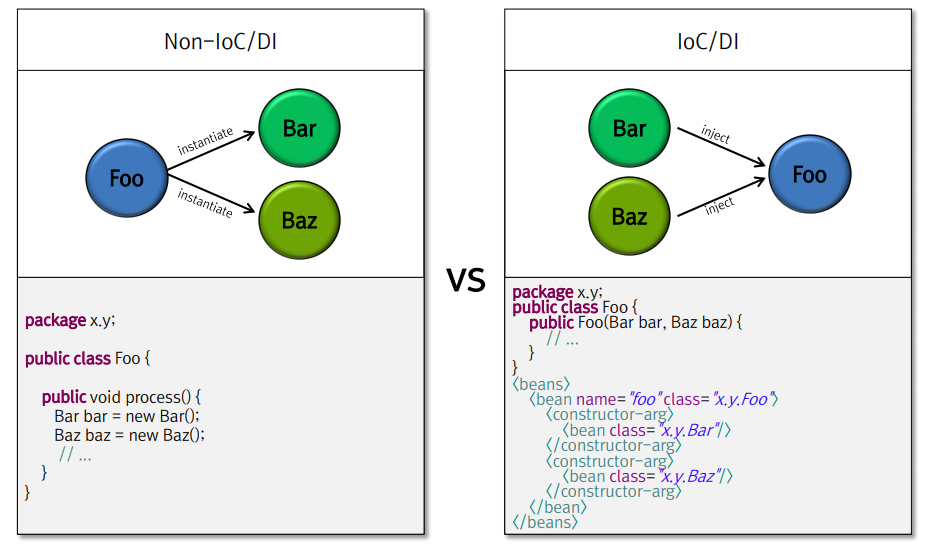 Non-IoC/DI
Foo
instantiate
instantiate
Bar
Baz
package x.y;
public class Foo {
public void process() {
Bar bar = new Bar();
Baz baz = new Baz();
// ...
}
}
VS
IoC/DI
Bar
Baz
inject
inject
Foo
package x.y;
public class Foo {
public Foo(Bar bar, Baz baz) {
// ...
}
}
〈beans〉
〈bean name="foo" class="x.y.Foo"〉
〈constructor-arg〉
〈bean class="x.y.Bar"/〉
〈/constructor-arg〉
〈constructor-arg〉
〈bean class="x.y.Baz"/〉
〈/constructor-arg〉
〈/bean〉
〈/beans〉